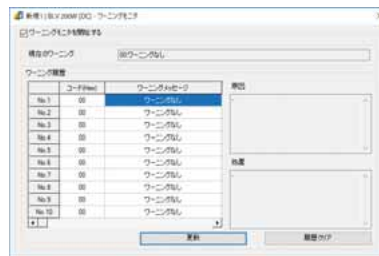 新規1 | BLV 200W [DC] - ワーニングモニタ
ワーニングモニタを開始する
現在のワーニング 00:ワーニングなし
ワーニング履歴
コード(Hex) ワーニングメッセージ 原因
No.1 00 ワーニングなし
No.2 00 ワーニングなし
No.3 00 ワーニングなし
No.4 00 ワーニングなし
No.5 00 ワーニングなし
No.6 00 ワーニングなし 処置
No.7 00 ワーニングなし
No.8 00 ワーニングなし
No.9 00 ワーニングなし
No.10 00 ワーニングなし
更新 履歴クリア